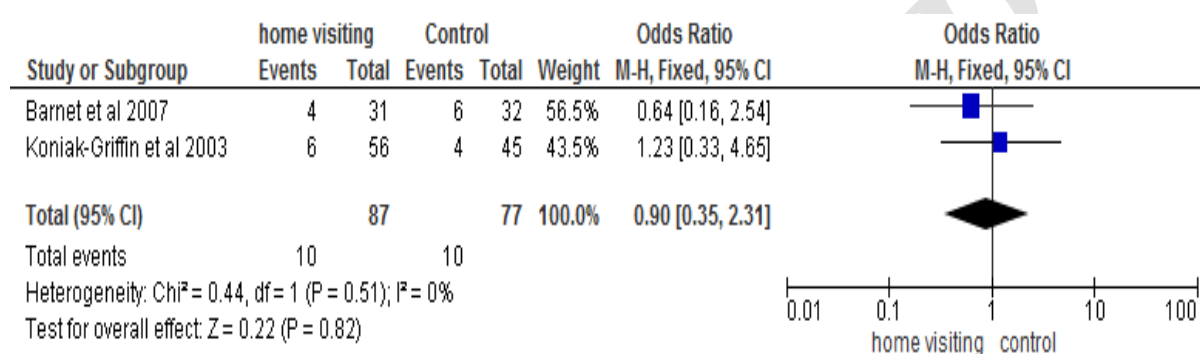 home visiting Control Odds Ratio Odds Ratio
Study or Subgroup Events Total Events Total Weight M-H, Fixed, 95% CI M-H, Fixed, 95% CI
Barnet et al 2007 4 31 6 32 56.5% 0.64 [0.16, 2.54]
Koniak-Griffin et al 2003 6 56 4 45 43.5% 1.23 [0.33, 4.65]
Total (95% CI) 87 77 100.0% 0.90 [0.35, 2.31]
Total events 10 10
Heterogeneity: Chi² = 0.44, df = 1 (P = 0.51); I² = 0%
Test for overall effect: Z = 0.22 (P = 0.82)
0.01 0.1 1 10 100
home visiting control